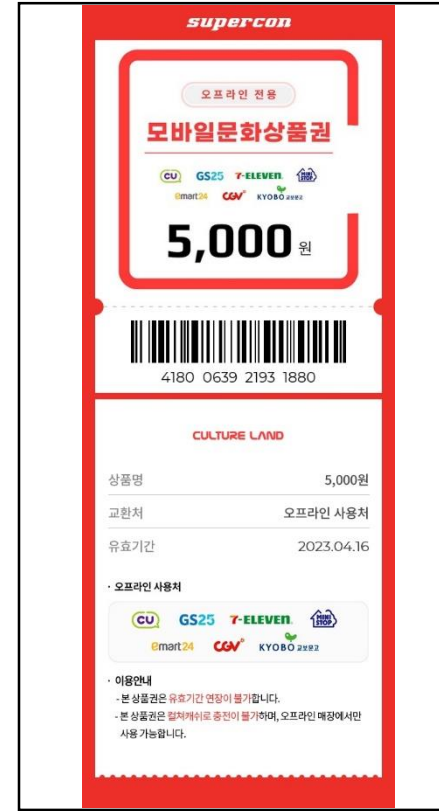 supercon
오프라인 전용
모바일문화상품권
CU GS25 7-ELEVEN MINI STOP
emart24 CGV KYOBO 교보문고
5,000 원
4180 0639 2193 1880
CULTURE LAND
상품명 5,000원
교환처 오프라인 사용처
유효기간 2023.04.16
· 오프라인 사용처
CU GS25 7-ELEVEN MINI STOP
emart24 CGV KYOBO 교보문고
· 이용안내
- 본 상품권은 유효기간 연장이 불가합니다.
- 본 상품권은 컬쳐캐쉬로 충전이 불가하며, 오프라인 매장에서만
사용 가능합니다.